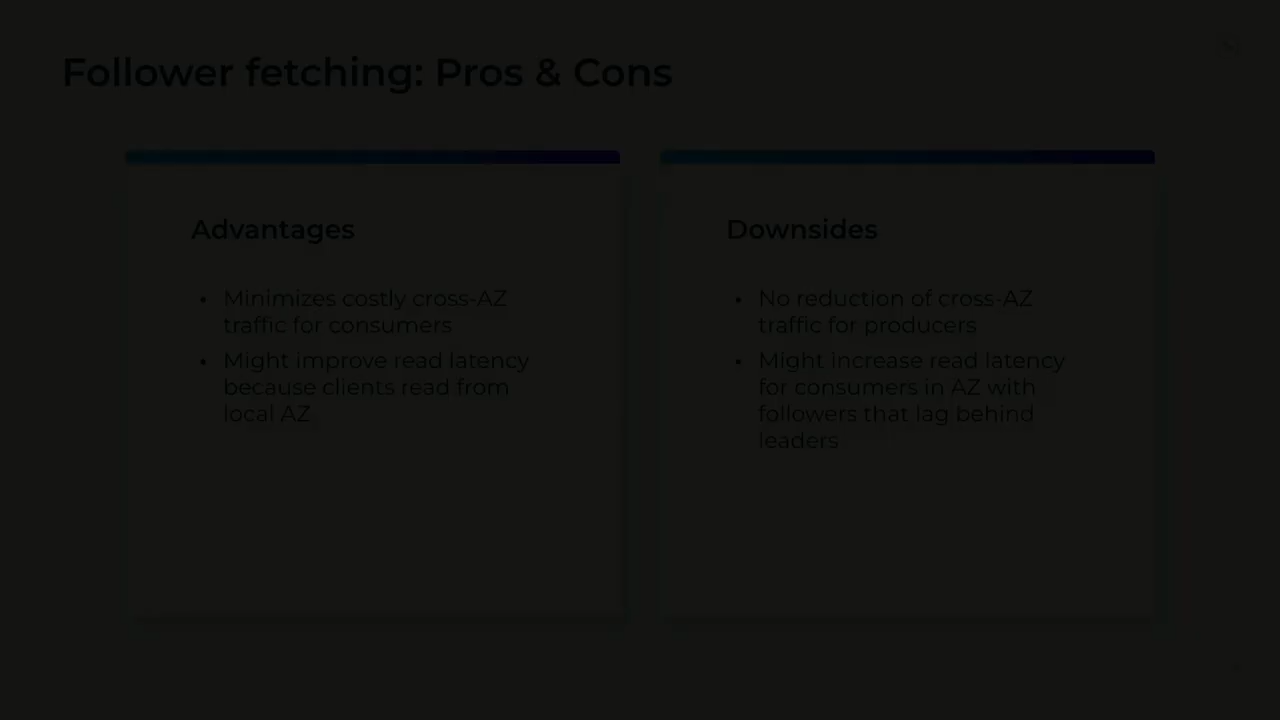 Follower fetching: Pros & Cons
Advantages
• Minimizes costly cross-AZ
traffic for consumers
• Might improve read latency
because clients read from
local AZ
Downsides
• No reduction of cross-AZ
traffic for producers
• Might increase read latency
for consumers in AZ with
followers that lag behind
leaders